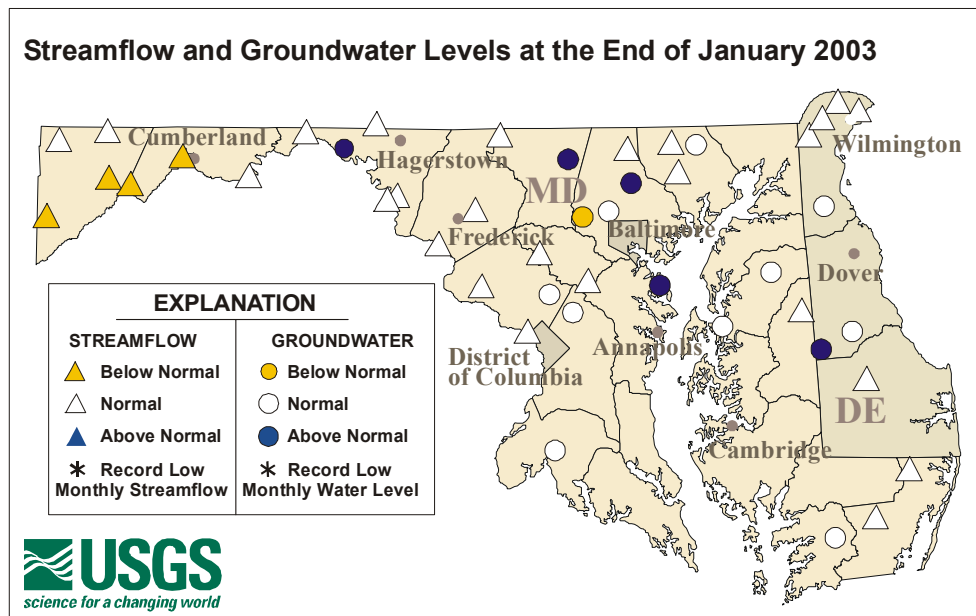 Streamflow and Groundwater Levels at the End of January 2003
Cumberland
Hagerstown
Wilmington
MD
Frederick
Baltimore
Dover
Annapolis
District
of Columbia
DE
Cambridge
EXPLANATION
STREAMFLOW
Below Normal
Normal
Above Normal
* Record Low
Monthly Streamflow
GROUNDWATER
Below Normal
Normal
Above Normal
* Record Low
Monthly Water Level
USGS
science for a changing world